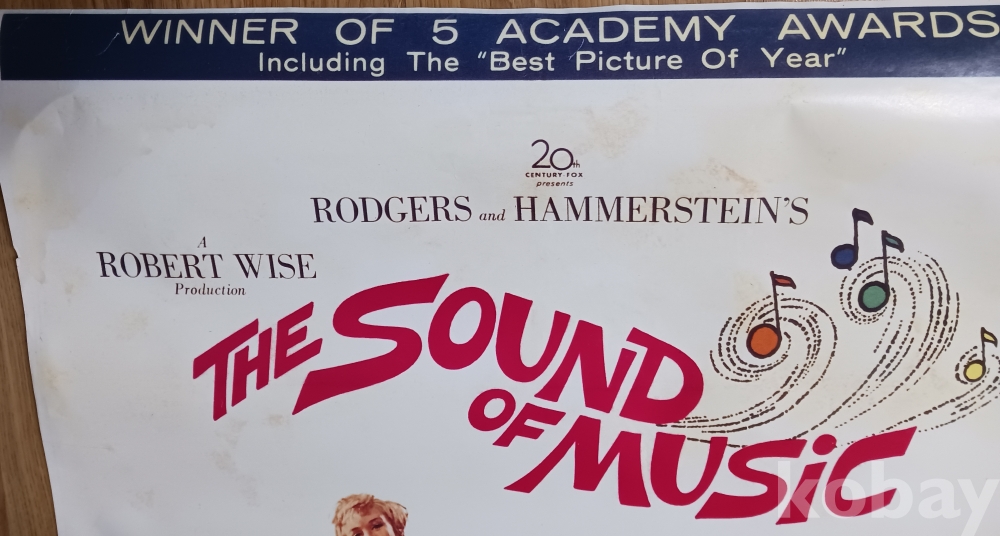 WINNER OF 5 ACADEMY AWARDS
Including The "Best Picture Of Year"
20th
CENTURY-FOX
presents
RODGERS and HAMMERSTEIN'S
A
ROBERT WISE
Production
THE SOUND
OF MUSiC
kobay